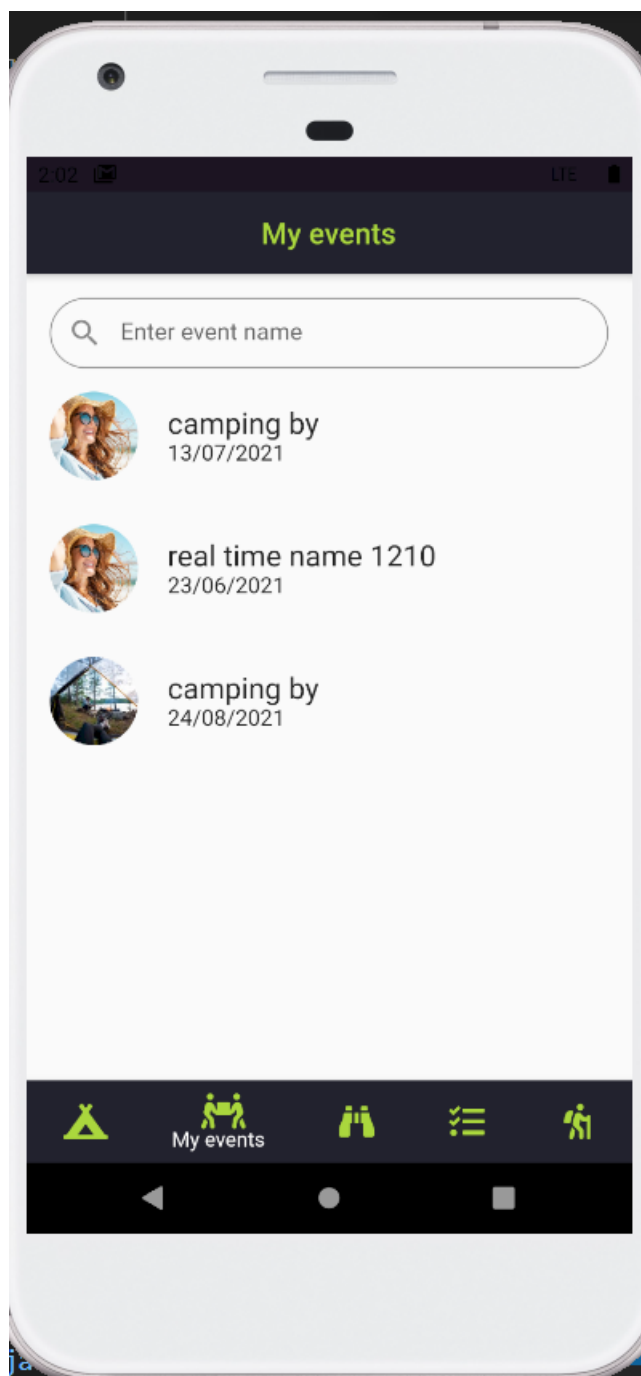 2:02 LTE
My events
Enter event name
camping by
13/07/2021
real time name 1210
23/06/2021
camping by
24/08/2021
My events
ja